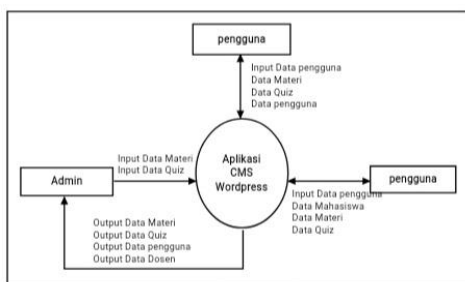 pengguna
Input Data pengguna
Data Materi
Data Quiz
Data pengguna
Aplikasi
CMS
Wordpress
Input Data Materi
Input Data Quiz
Admin
pengguna
Input Data pengguna
Data Mahasiswa
Data Materi
Data Quiz
Output Data Materi
Output Data Quiz
Output Data pengguna
Output Data Dosen